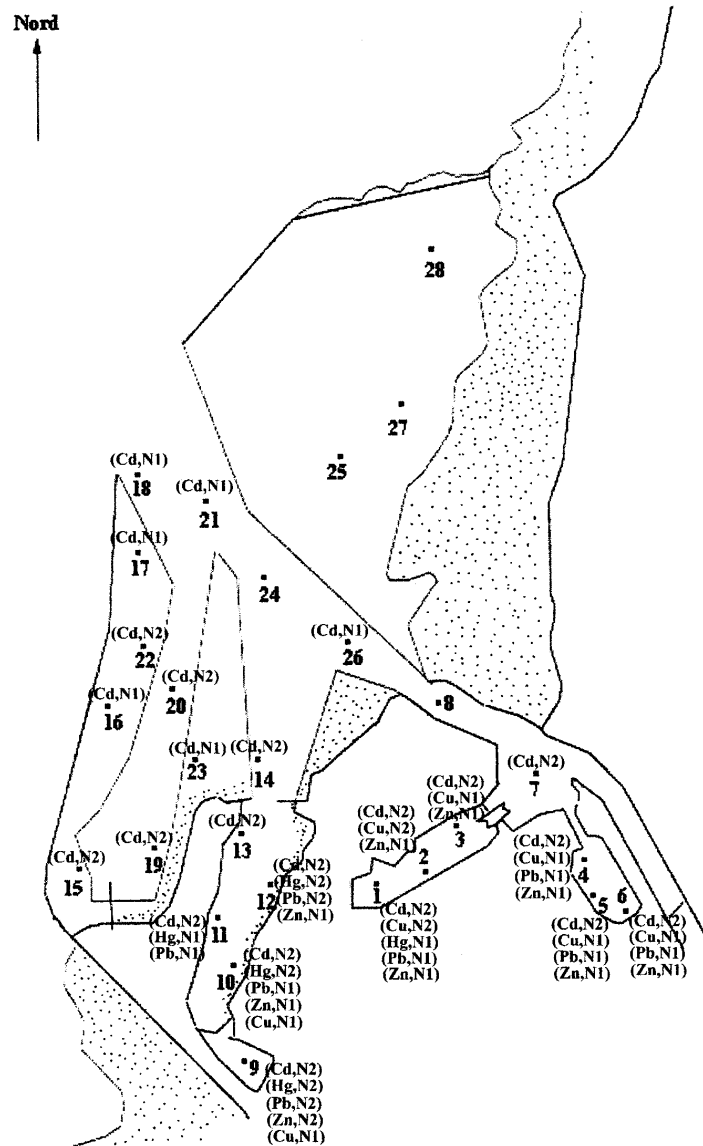 Nord
28
27
25
(Cd,N1)
18
(Cd,N1)
21
(Cd,N1)
17
24
(Cd,N2)
22
(Cd,N1)
26
(Cd,N2)
20
(Cd,N1)
16
8
(Cd,N1)
23
(Cd,N2)
14
(Cd,N2)
7
(Cd,N2)
(Cu,N1)
(Zn,N1)
3
(Cd,N2)
(Cu,N2)
(Zn,N1)
2
(Cd,N2)
13
(Cd,N2)
19
(Cd,N2)
15
(Cd,N2)
(Cu,N1)
(Pb,N1)
(Zn,N1)
4
(Cd,N2)
(Hg,N2)
(Pb,N2)
(Zn,N1)
12
1
(Cd,N2)
(Cu,N2)
(Hg,N1)
(Pb,N1)
(Zn,N1)
5
(Cd,N2)
(Cu,N1)
(Pb,N1)
(Zn,N1)
6
(Cd,N2)
(Cu,N1)
(Pb,N1)
(Zn,N1)
(Cd,N2)
(Hg,N1)
(Pb,N1)
11
10
(Cd,N2)
(Hg,N2)
(Pb,N1)
(Zn,N1)
(Cu,N1)
9
(Cd,N2)
(Hg,N2)
(Pb,N2)
(Zn,N2)
(Cu,N1)